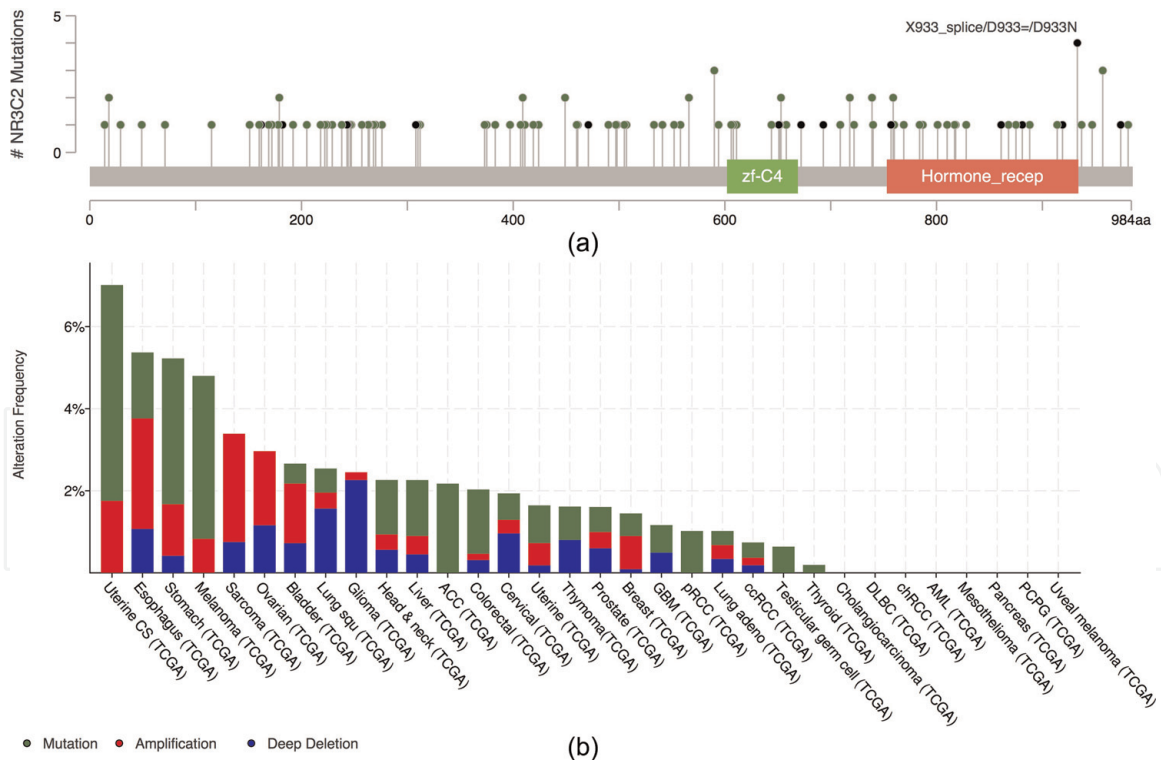 5
X933_splice/D933=/D933N
# NR3C2 Mutations
0
zf-C4
Hormone_recep
0
200
400
600
800
984aa
(a)
6%
4%
2%
Alteration Frequency
Uterine CS (TCGA)
Esophagus (TCGA)
Stomach (TCGA)
Melanoma (TCGA)
Sarcoma (TCGA)
Ovarian (TCGA)
Bladder (TCGA)
Lung squ (TCGA)
Glioma (TCGA)
Head & neck (TCGA)
Liver (TCGA)
ACC (TCGA)
Colorectal (TCGA)
Cervical (TCGA)
Uterine (TCGA)
Thymoma (TCGA)
Prostate (TCGA)
Breast (TCGA)
GBM (TCGA)
pRCC (TCGA)
Lung adeno (TCGA)
ccRCC (TCGA)
Testicular germ cell (TCGA)
Thyroid (TCGA)
Cholangiocarcinoma (TCGA)
DLBC (TCGA)
chRCC (TCGA)
AML (TCGA)
Mesothelioma (TCGA)
Pancreas (TCGA)
PCPG (TCGA)
Uveal melanoma (TCGA)
Mutation
Amplification
Deep Deletion
(b)